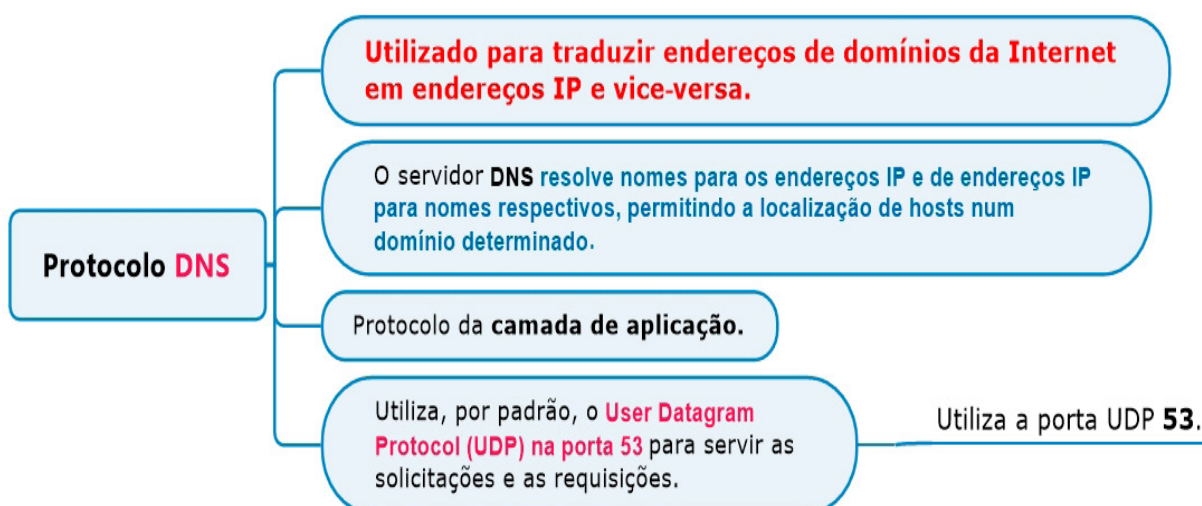 Utilizado para traduzir endereços de domínios da Internet
em endereços IP e vice-versa.
O servidor DNS resolve nomes para os endereços IP e de endereços IP
para nomes respectivos, permitindo a localização de hosts num
domínio determinado.
Protocolo DNS
Protocolo da camada de aplicação.
Utiliza, por padrão, o User Datagram
Protocol (UDP) na porta 53 para servir as
solicitações e as requisições.
Utiliza a porta UDP 53.